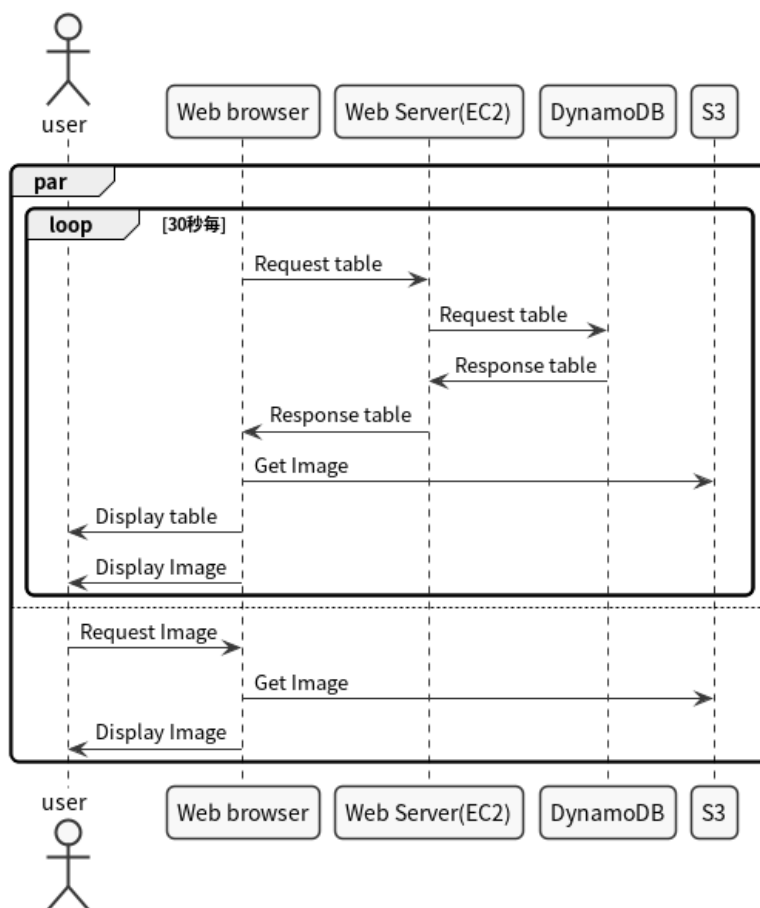 user
Web browser
Web Server(EC2)
DynamoDB
S3
par
loop
[30秒毎]
Request table
Request table
Response table
Response table
Get Image
Display table
Display Image
Request Image
Get Image
Display Image
user
Web browser
Web Server(EC2)
DynamoDB
S3